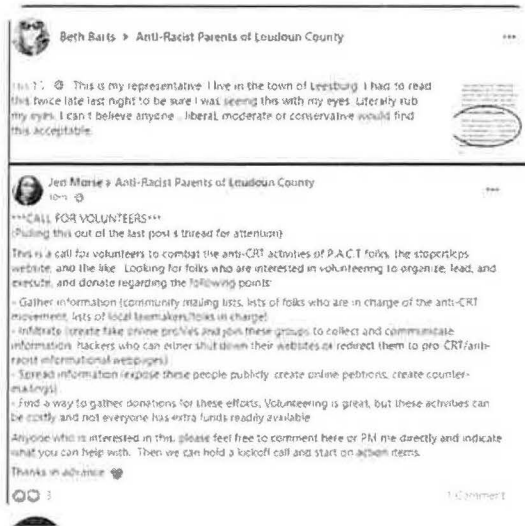 Beth Barts > Anti-Racist Parents of Loudoun County
This is my representative. I live in the town of Leesburg. I had to read
this twice late last night to be sure I was seeing this with my eyes. Literally rub
my eyes. I can't believe anyone.. liberal, moderate or conservative would find
this acceptable.
Jen Morse > Anti-Racist Parents of Loudoun County
10m
***CALL FOR VOLUNTEERS***
(Pulling this out of the last post's thread for attention)
This is a call for volunteers to combat the anti-CRT activities of P.A.C.T folks, the stopcrtlcps
website, and the like. Looking for folks who are interested in volunteering to organize, lead, and
execute, and donate regarding the following points:
- Gather information (community mailing lists, lists of folks who are in charge of the anti-CRT
movement, lists of local lawmakers/folks in charge)
- Infiltrate (create fake online profiles and join these groups to collect and communicate
information, hackers who can either shut down their websites or redirect them to pro-CRT/anti-
racist informational webpages)
- Spread information (expose these people publicly, create online petitions, create counter-
mailings)
- Find a way to gather donations for these efforts. Volunteering is great, but these activities can
be costly and not everyone has extra funds readily available
Anyone who is interested in this, please feel free to comment here or PM me directly and indicate
what you can help with. Then we can hold a kickoff call and start on action items.
Thanks in advance
3
1 Comment